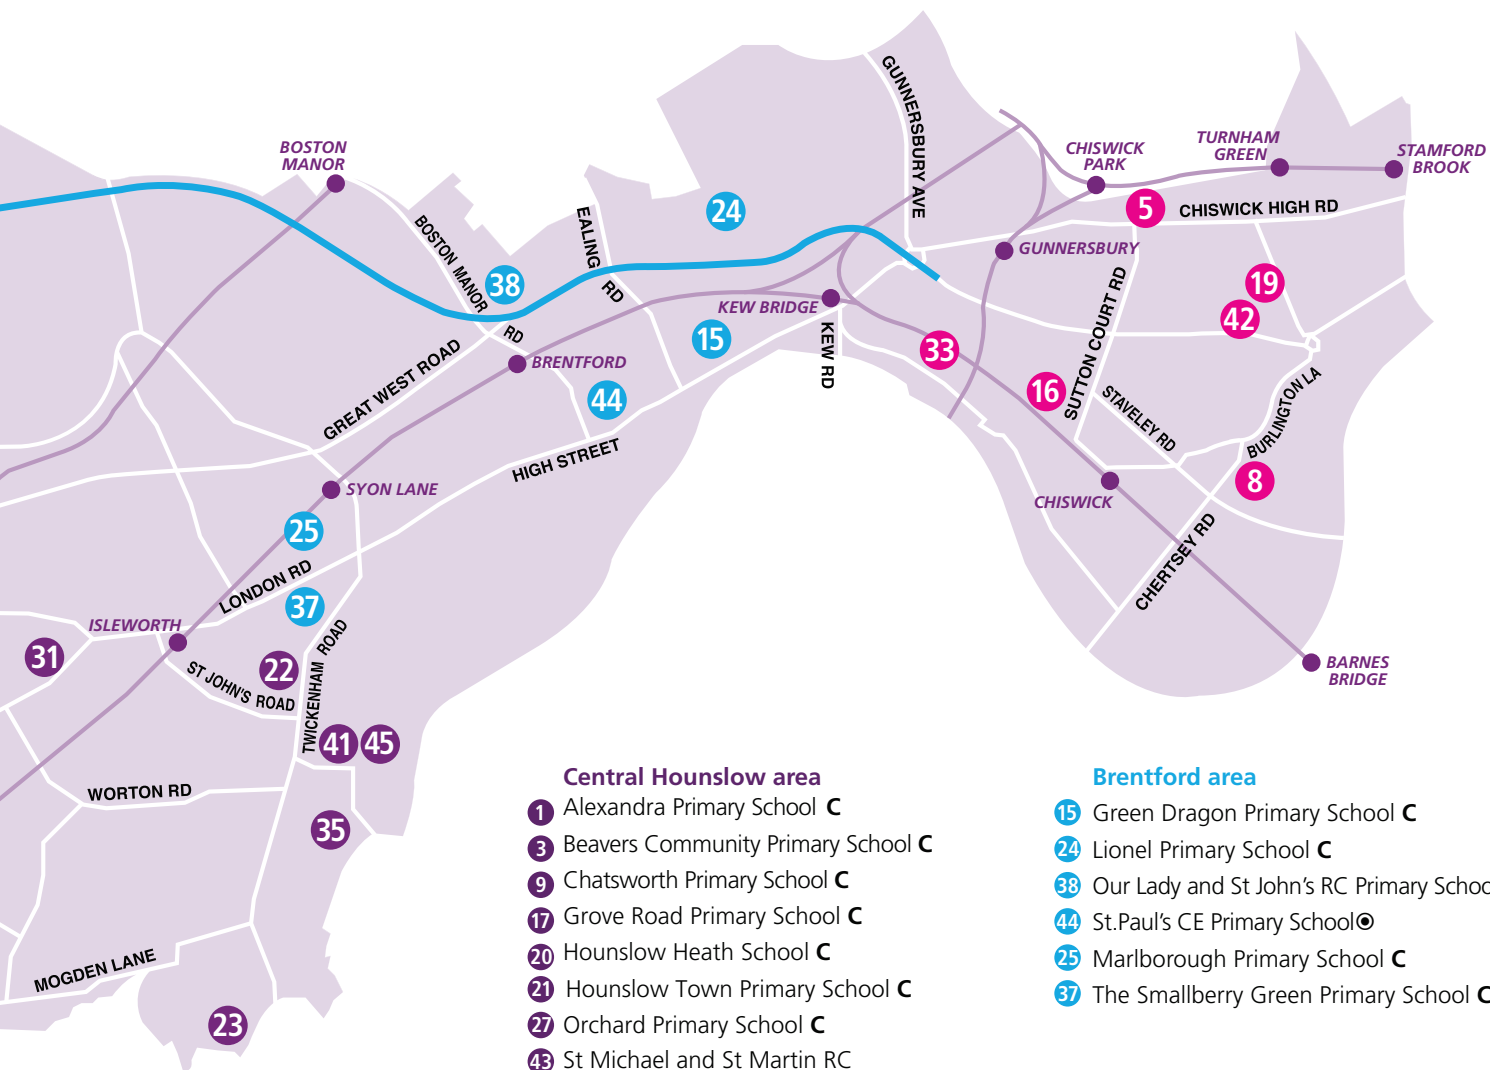 GUNNERSBURY AVE
BOSTON
MANOR
CHISWICK
PARK
TURNHAM
GREEN
STAMFORD
BROOK
5
CHISWICK HIGH RD
24
EALING
RD
BOSTON MANOR
RD
38
GUNNERSBURY
19
KEW BRIDGE
42
15
KEW RD
33
SUTTON COURT RD
BRENTFORD
GREAT WEST ROAD
44
16
STAVELEY RD
BURLINGTON LA
HIGH STREET
SYON LANE
CHISWICK
8
25
CHERTSEY RD
LONDON RD
37
ISLEWORTH
31
22
ST JOHN'S ROAD
TWICKENHAM ROAD
BARNES
BRIDGE
41
45
WORTON RD
35
MOGDEN LANE
23
Central Hounslow area
1 Alexandra Primary School C
3 Beavers Community Primary School C
9 Chatsworth Primary School C
17 Grove Road Primary School C
20 Hounslow Heath School C
21 Hounslow Town Primary School C
27 Orchard Primary School C
43 St Michael and St Martin RC
Brentford area
15 Green Dragon Primary School C
24 Lionel Primary School C
38 Our Lady and St John’s RC Primary Schoo
44 St.Paul’s CE Primary School
25 Marlborough Primary School C
37 The Smallberry Green Primary School C